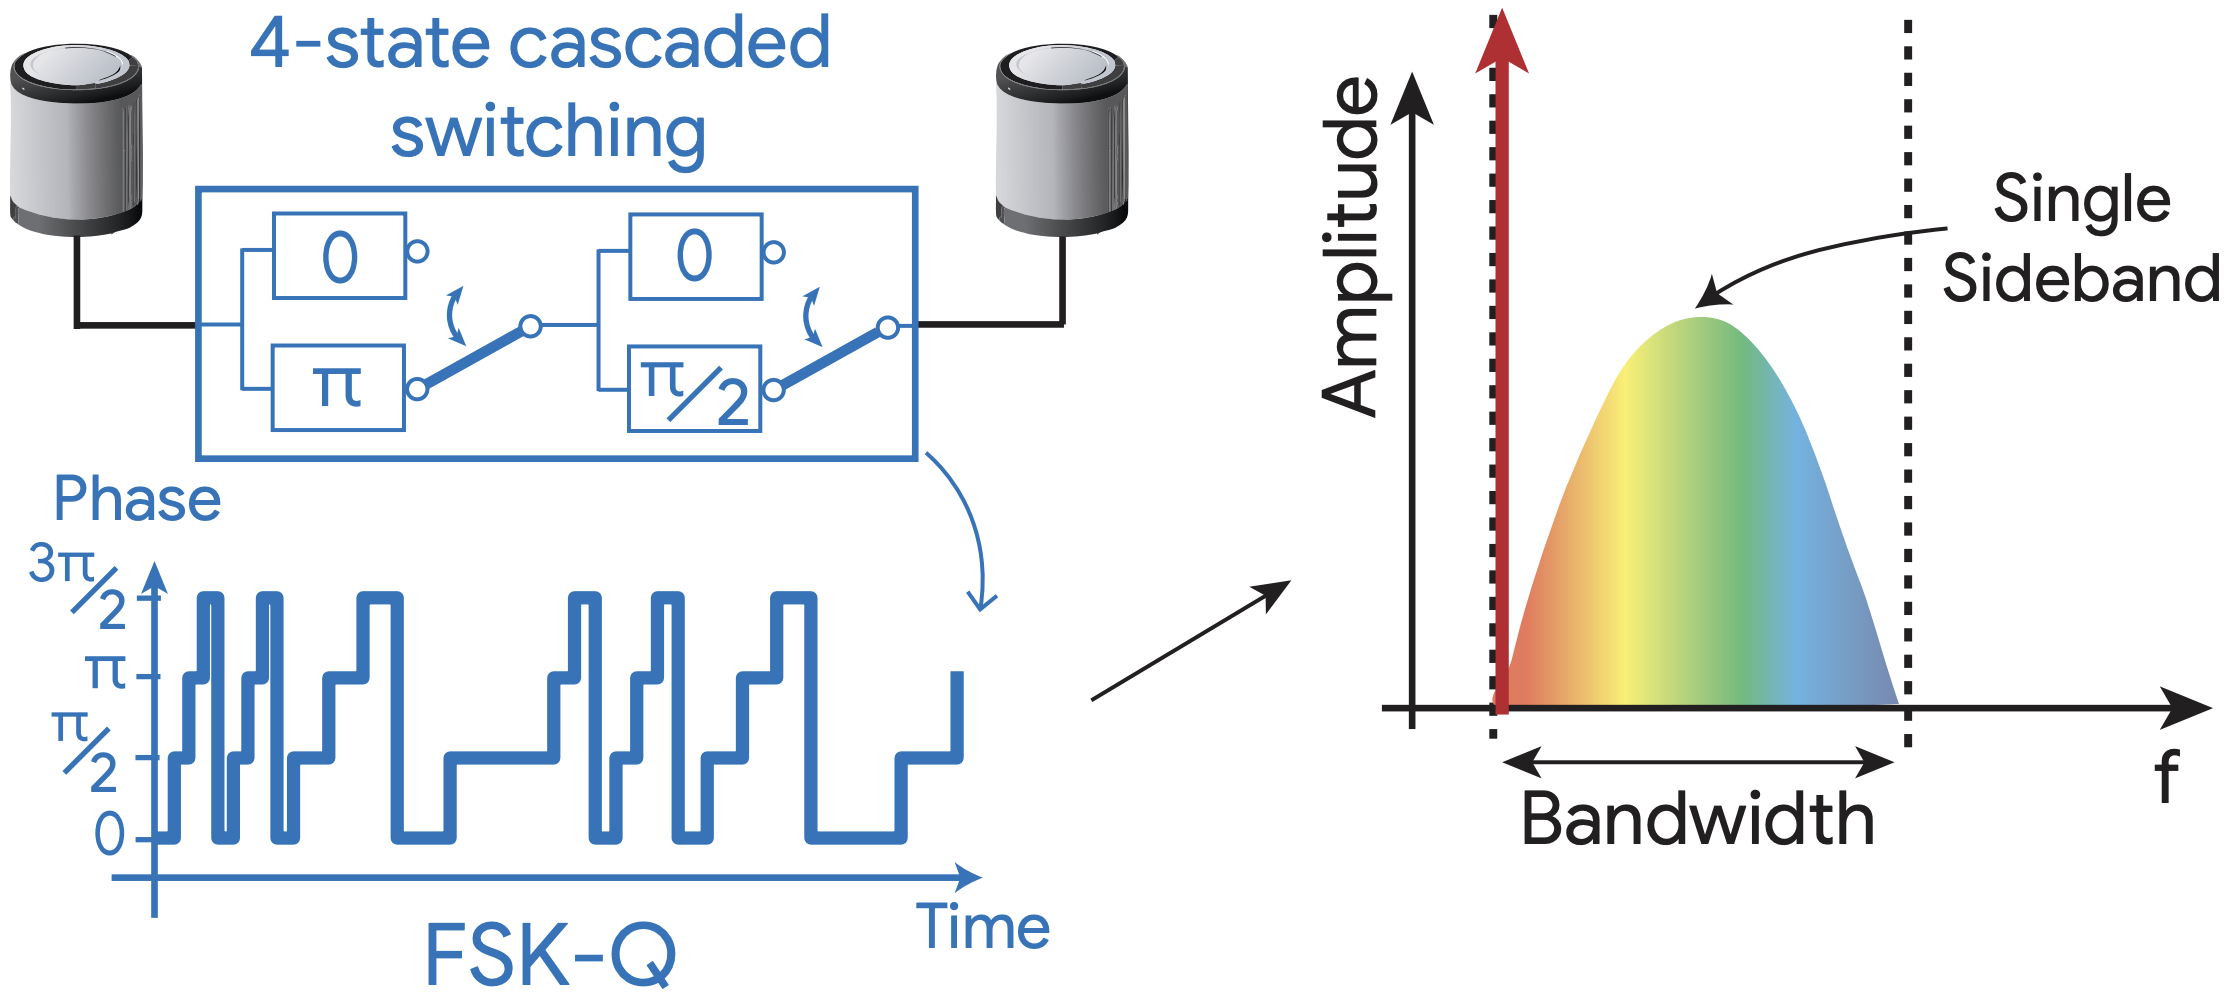 4-state cascaded
switching
0
0
π
π/2
Phase
3π/2
π
π/2
0
Time
FSK-Q
Amplitude
Single
Sideband
f
Bandwidth